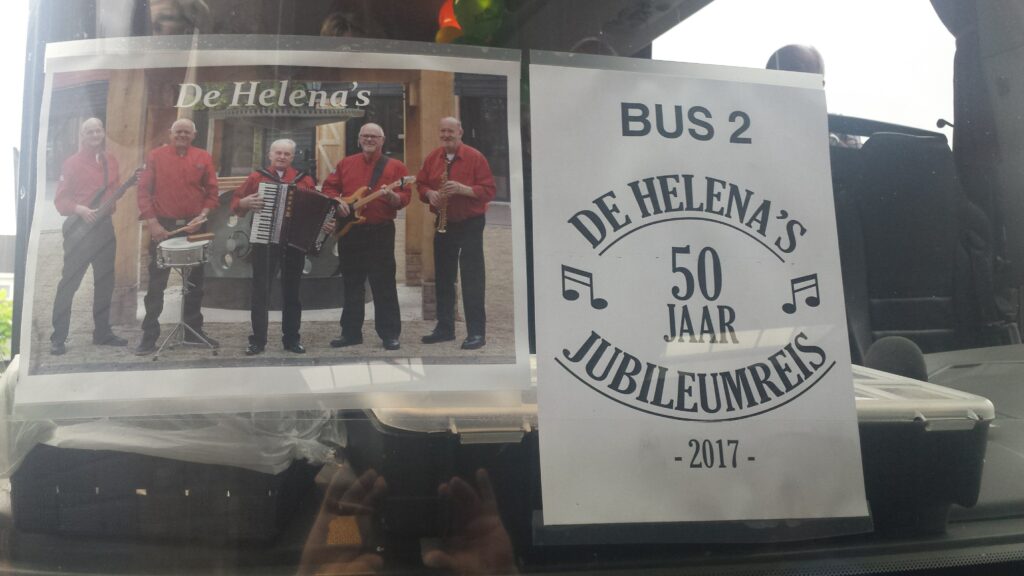 De Helena's
BUS 2
DE HELENA'S
50
JAAR
JUBILEUMREIS
- 2017 -